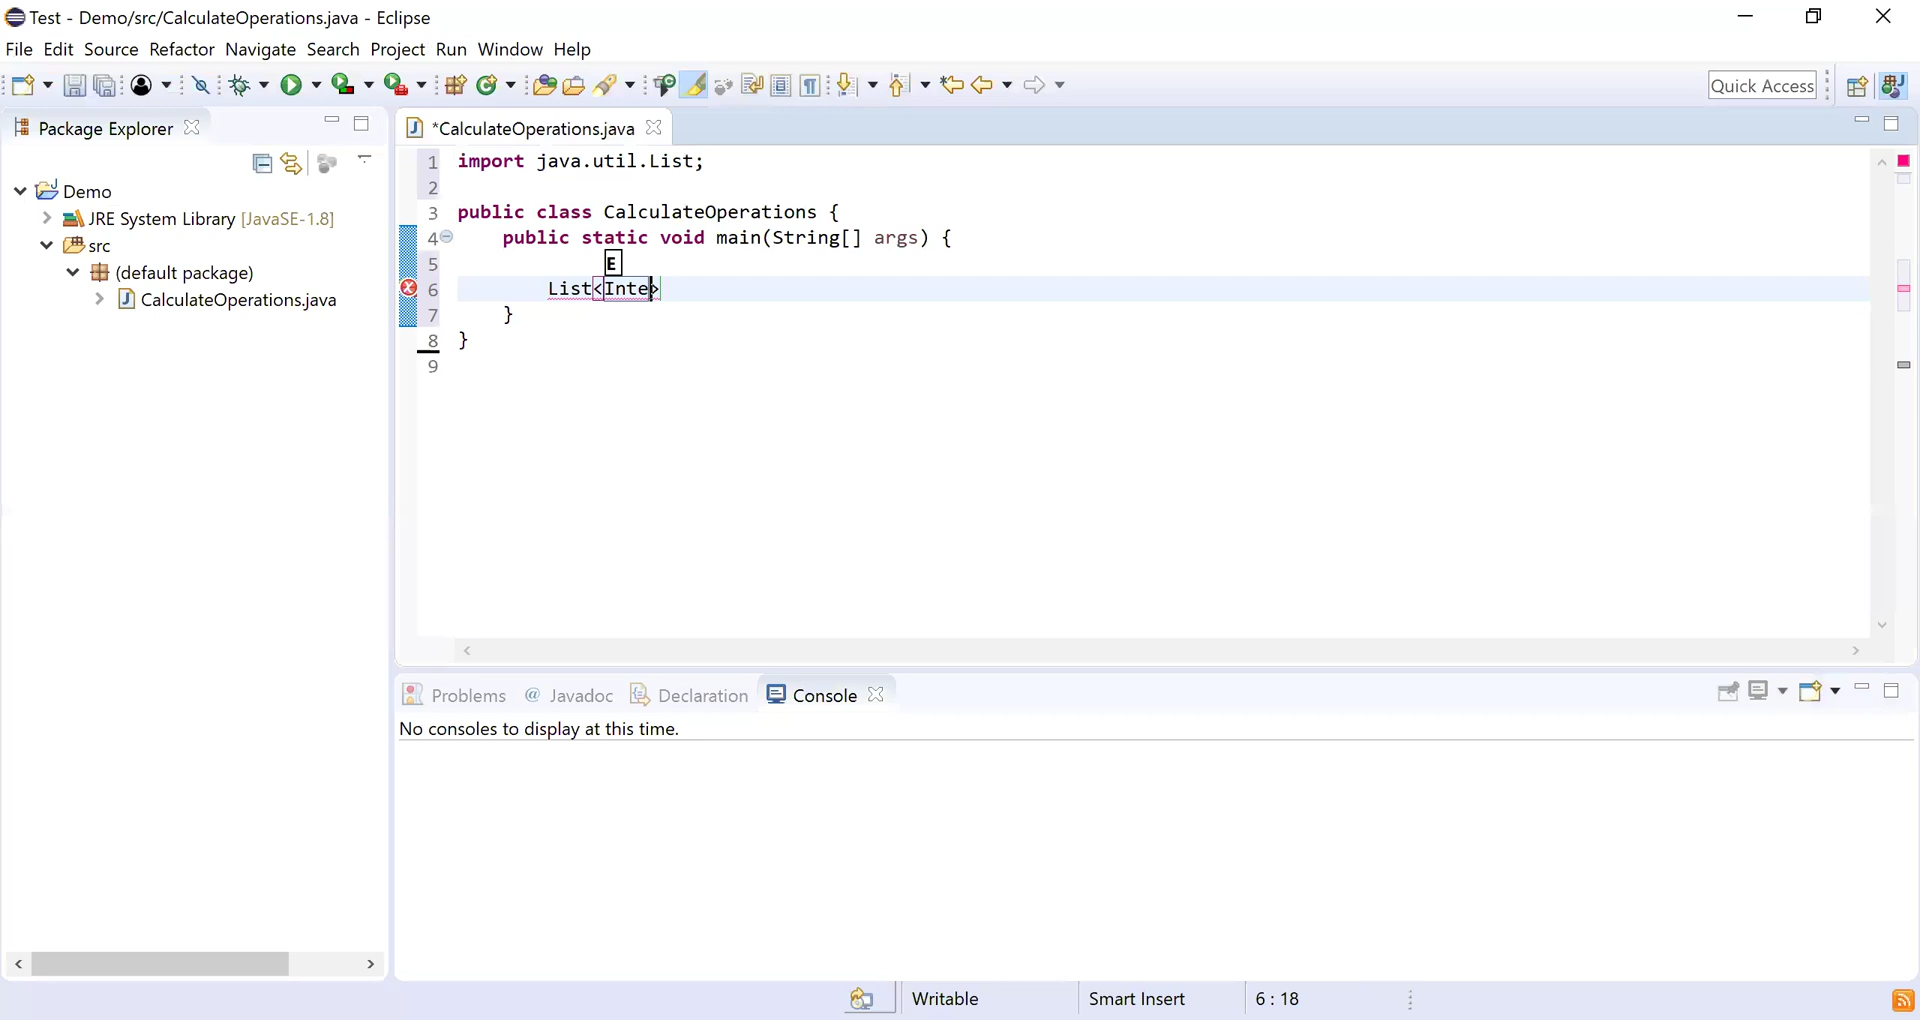 Test - Demo/src/CalculateOperations.java - Eclipse
File Edit Source Refactor Navigate Search Project Run Window Help
Quick Access
Package Explorer
*CalculateOperations.java
Demo
JRE System Library [JavaSE-1.8]
src
(default package)
CalculateOperations.java
1 import java.util.List;
2
3 public class CalculateOperations {
4 public static void main(String[] args) {
5 E
6 List<Inte>
7 }
8 }
9
Problems @ Javadoc Declaration Console
No consoles to display at this time.
Writable Smart Insert 6 : 18